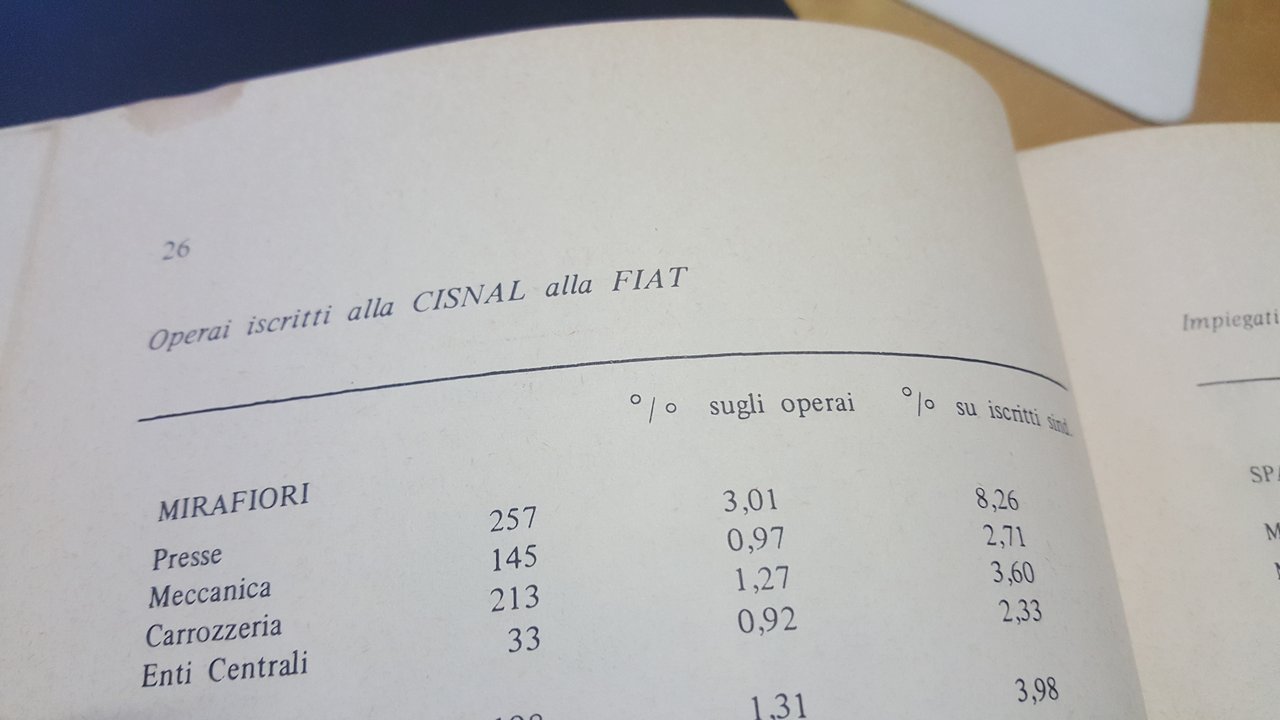 26
Operai iscritti alla CISNAL alla FIAT
% sugli operai % su iscritti sind.
MIRAFIORI
Presse 257 3,01 8,26
Meccanica 145 0,97 2,71
Carrozzeria 213 1,27 3,60
Enti Centrali 33 0,92 2,33
1,31 3,98
Impiegati